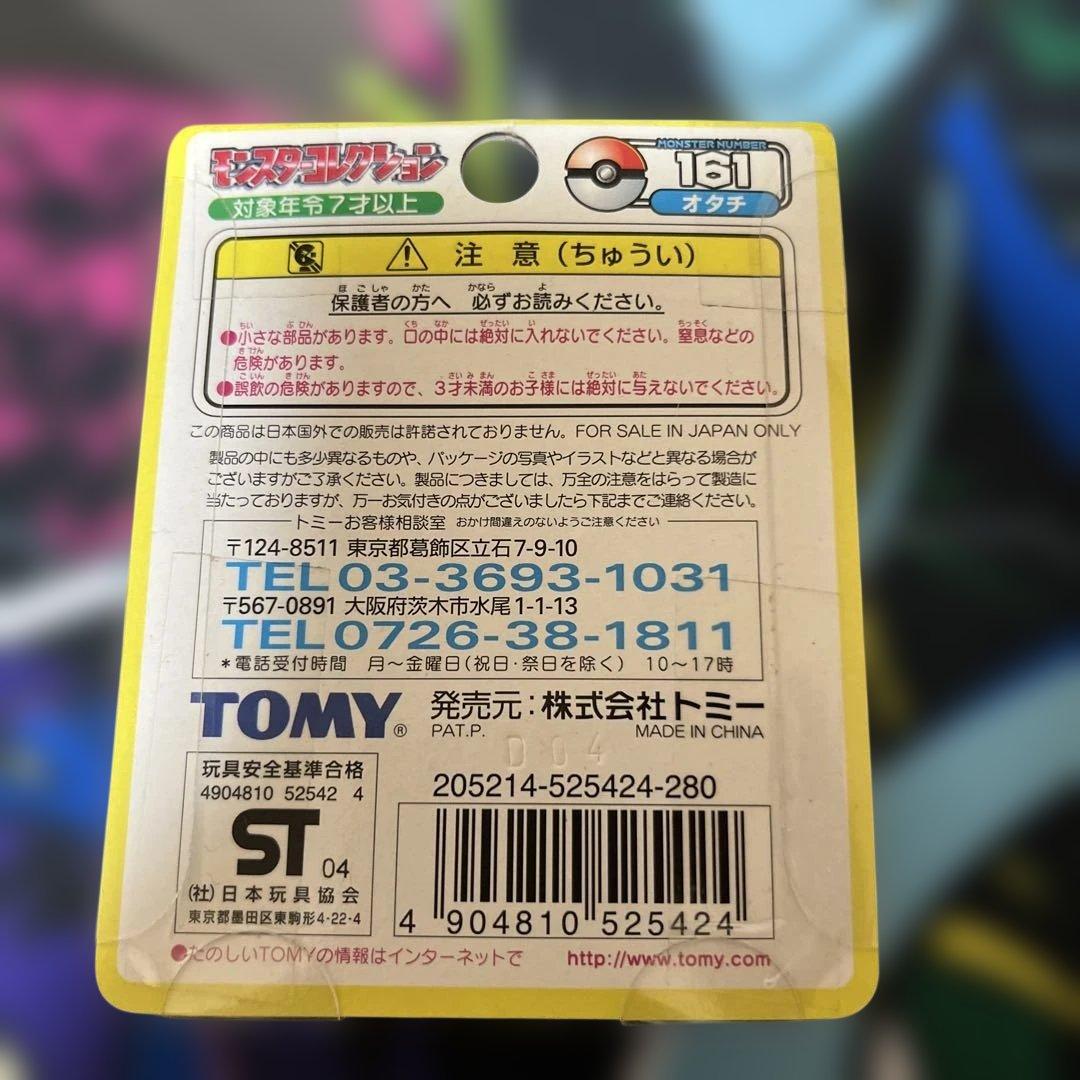 モンスターコレクション
MONSTER NUMBER
161
オタチ
対象年令7才以上
注 意 (ちゅうい)
保護者の方へ 必ずお読みください。
●小さな部品があります。口の中には絶対に入れないでください。窒息などの
危険があります。
●誤飲の危険がありますので、3才未満のお子様には絶対に与えないでください。
この商品は日本国外での販売は許諾されておりません。FOR SALE IN JAPAN ONLY
製品の中にも多少異なるものや、パッケージの写真やイラストなどと異なる場合が
ございますがご了承ください。製品につきましては、万全の注意をはらって製造に
当たっておりますが、万一お気付きの点がございましたら下記までご連絡ください。
トミーお客様相談室 おかけ間違えのないようご注意ください
〒124-8511 東京都葛飾区立石7-9-10
TEL 03-3693-1031
〒567-0891 大阪府茨木市水尾1-1-13
TEL 0726-38-1811
*電話受付時間 月~金曜日(祝日・祭日を除く) 10~17時
TOMY® 発売元:株式会社トミー
PAT.P. MADE IN CHINA
D04
205214-525424-280
玩具安全基準合格
4904810 52542 4
ST 04
(社)日本玩具協会
東京都墨田区東駒形4-22-4
4 904810 525424
●たのしいTOMYの情報はインターネットで http://www.tomy.com